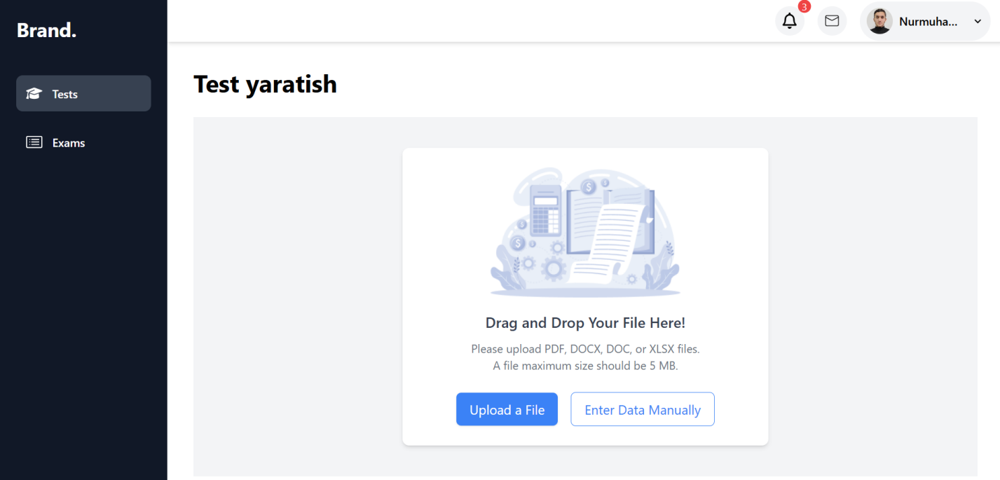 Brand.
3
Nurmuha...
Tests
Exams
Test yaratish
Drag and Drop Your File Here!
Please upload PDF, DOCX, DOC, or XLSX files.
A file maximum size should be 5 MB.
Upload a File
Enter Data Manually